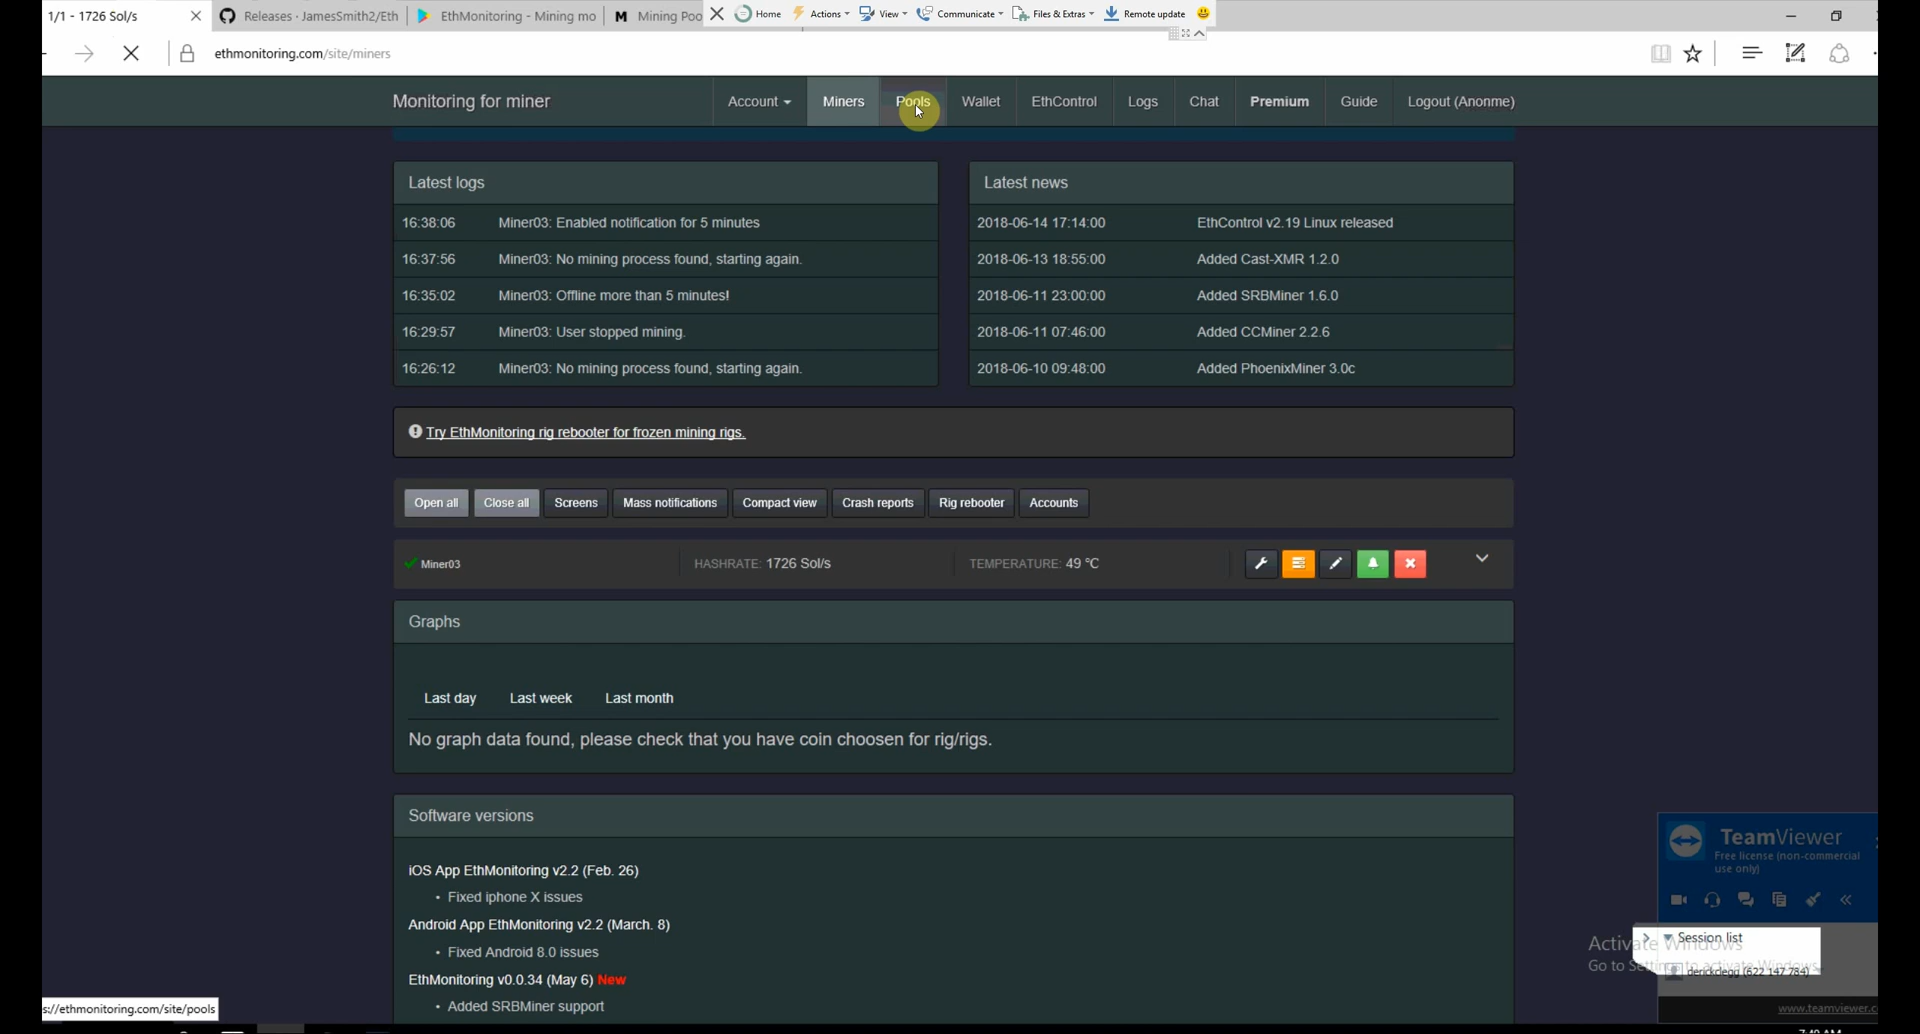 1/1 - 1726 Sol/s
Releases · JamesSmith2/Eth
EthMonitoring - Mining mo
Mining Poo
Home
Actions
View
Communicate
Files & Extras
Remote update
ethmonitoring.com/site/miners
Monitoring for miner
Account
Miners
Pools
Wallet
EthControl
Logs
Chat
Premium
Guide
Logout (Anonme)
Latest logs
16:38:06 Miner03: Enabled notification for 5 minutes
16:37:56 Miner03: No mining process found, starting again.
16:35:02 Miner03: Offline more than 5 minutes!
16:29:57 Miner03: User stopped mining.
16:26:12 Miner03: No mining process found, starting again.
Latest news
2018-06-14 17:14:00 EthControl v2.19 Linux released
2018-06-13 18:55:00 Added Cast-XMR 1.2.0
2018-06-11 23:00:00 Added SRBMiner 1.6.0
2018-06-11 07:46:00 Added CCMiner 2.2.6
2018-06-10 09:48:00 Added PhoenixMiner 3.0c
Try EthMonitoring rig rebooter for frozen mining rigs.
Open all
Close all
Screens
Mass notifications
Compact view
Crash reports
Rig rebooter
Accounts
Miner03
HASHRATE: 1726 Sol/s
TEMPERATURE: 49 °C
Graphs
Last day
Last week
Last month
No graph data found, please check that you have coin choosen for rig/rigs.
Software versions
iOS App EthMonitoring v2.2 (Feb. 26)
• Fixed iphone X issues
Android App EthMonitoring v2.2 (March. 8)
• Fixed Android 8.0 issues
EthMonitoring v0.0.34 (May 6) New
• Added SRBMiner support
TeamViewer
Free license (non-commercial
use only)
Session list
Activate Windows
Go to Settings to activate Windows.
derickclegg (622 147 784)
www.teamviewer.c
s://ethmonitoring.com/site/pools